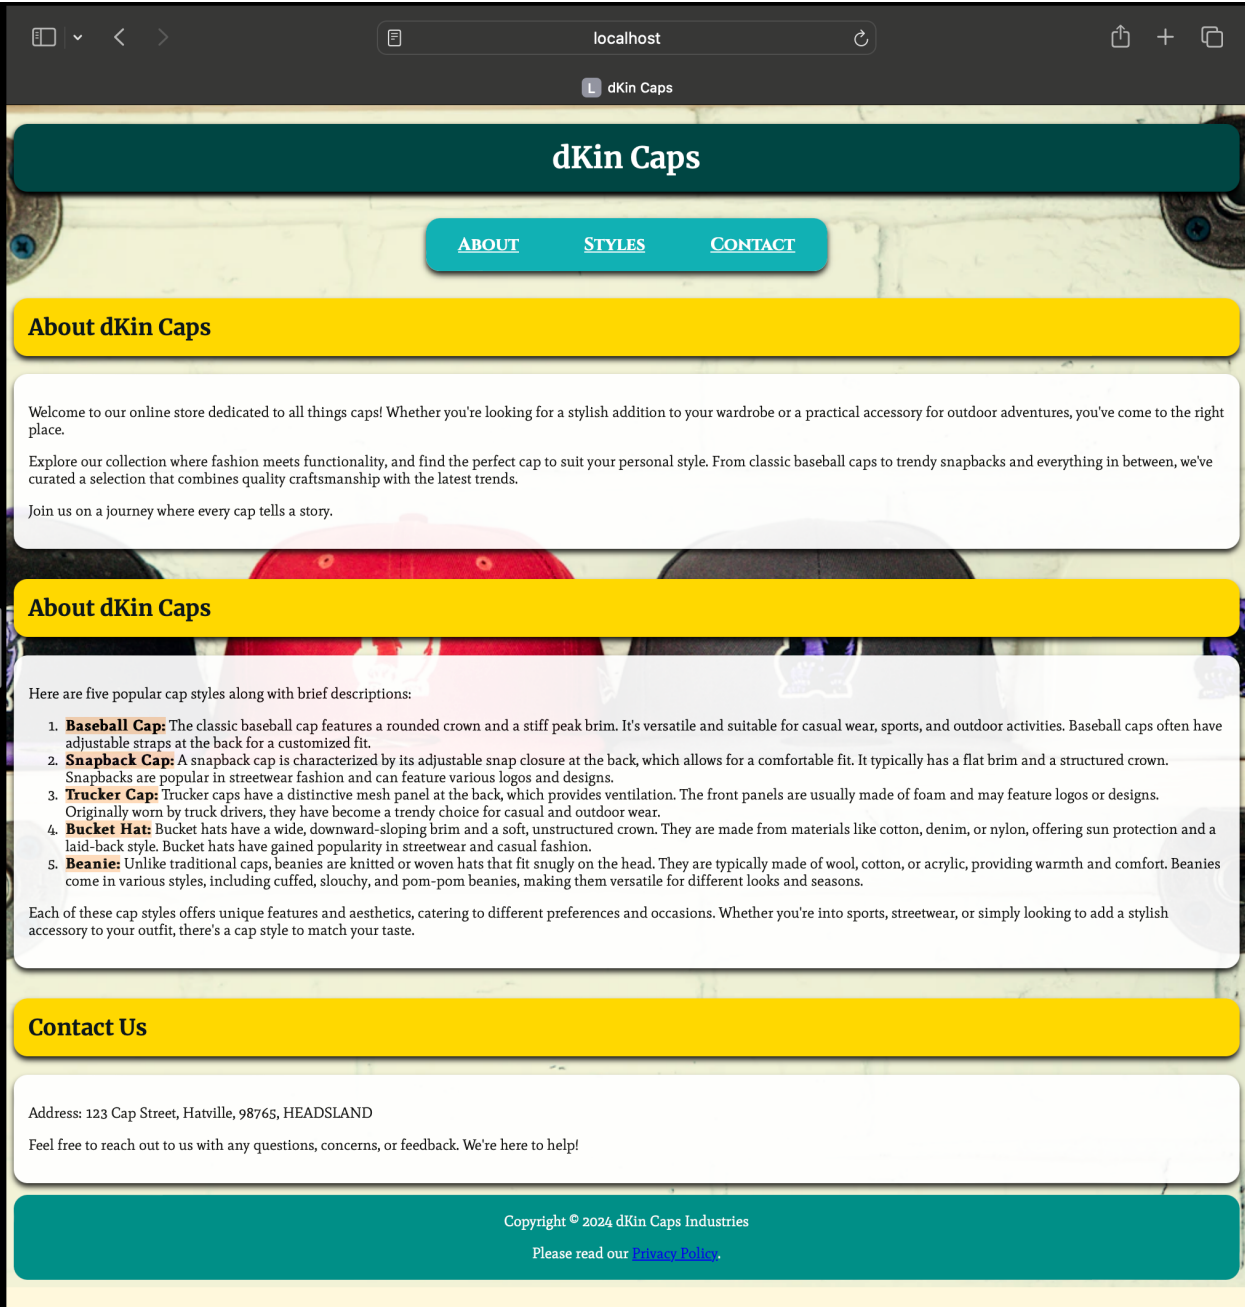 localhost
L dKin Caps
dKin Caps
About Styles Contact
About dKin Caps
Welcome to our online store dedicated to all things caps! Whether you're looking for a stylish addition to your wardrobe or a practical accessory for outdoor adventures, you've come to the right
place.
Explore our collection where fashion meets functionality, and find the perfect cap to suit your personal style. From classic baseball caps to trendy snapbacks and everything in between, we've
curated a selection that combines quality craftsmanship with the latest trends.
Join us on a journey where every cap tells a story.
About dKin Caps
Here are five popular cap styles along with brief descriptions:
1. Baseball Cap: The classic baseball cap features a rounded crown and a stiff peak brim. It's versatile and suitable for casual wear, sports, and outdoor activities. Baseball caps often have
adjustable straps at the back for a customized fit.
2. Snapback Cap: A snapback cap is characterized by its adjustable snap closure at the back, which allows for a comfortable fit. It typically has a flat brim and a structured crown.
Snapbacks are popular in streetwear fashion and can feature various logos and designs.
3. Trucker Cap: Trucker caps have a distinctive mesh panel at the back, which provides ventilation. The front panels are usually made of foam and may feature logos or designs.
Originally worn by truck drivers, they have become a trendy choice for casual and outdoor wear.
4. Bucket Hat: Bucket hats have a wide, downward-sloping brim and a soft, unstructured crown. They are made from materials like cotton, denim, or nylon, offering sun protection and a
laid-back style. Bucket hats have gained popularity in streetwear and casual fashion.
5. Beanie: Unlike traditional caps, beanies are knitted or woven hats that fit snugly on the head. They are typically made of wool, cotton, or acrylic, providing warmth and comfort. Beanies
come in various styles, including cuffed, slouchy, and pom-pom beanies, making them versatile for different looks and seasons.
Each of these cap styles offers unique features and aesthetics, catering to different preferences and occasions. Whether you're into sports, streetwear, or simply looking to add a stylish
accessory to your outfit, there's a cap style to match your taste.
Contact Us
Address: 123 Cap Street, Hatville, 98765, HEADSLAND
Feel free to reach out to us with any questions, concerns, or feedback. We're here to help!
Copyright © 2024 dKin Caps Industries
Please read our Privacy Policy.